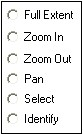 Full Extent
Zoom In
Zoom Out
Pan
Select
Identify